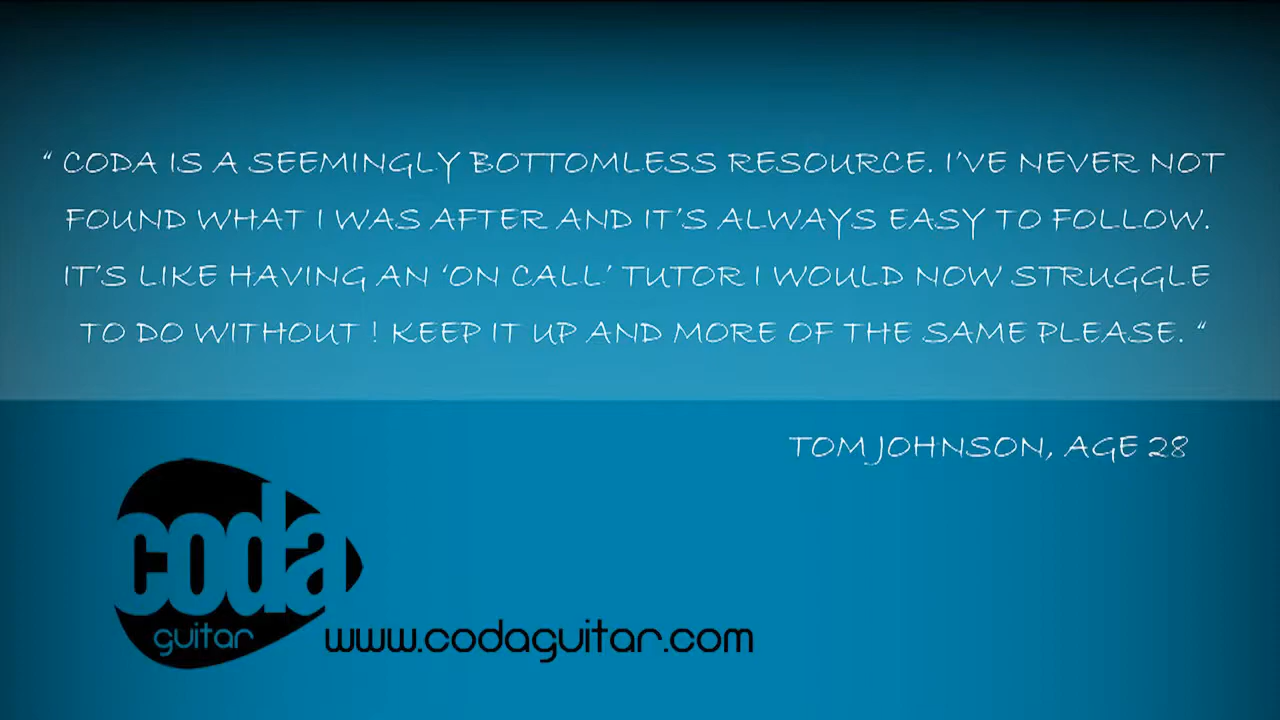 “ CODA IS A SEEMINGLY BOTTOMLESS RESOURCE. I'VE NEVER NOT
FOUND WHAT I WAS AFTER AND IT'S ALWAYS EASY TO FOLLOW.
IT'S LIKE HAVING AN ‘ON CALL’ TUTOR I WOULD NOW STRUGGLE
TO DO WITHOUT ! KEEP IT UP AND MORE OF THE SAME PLEASE. “
TOM JOHNSON, AGE 28
coda
guitar
www.codaguitar.com